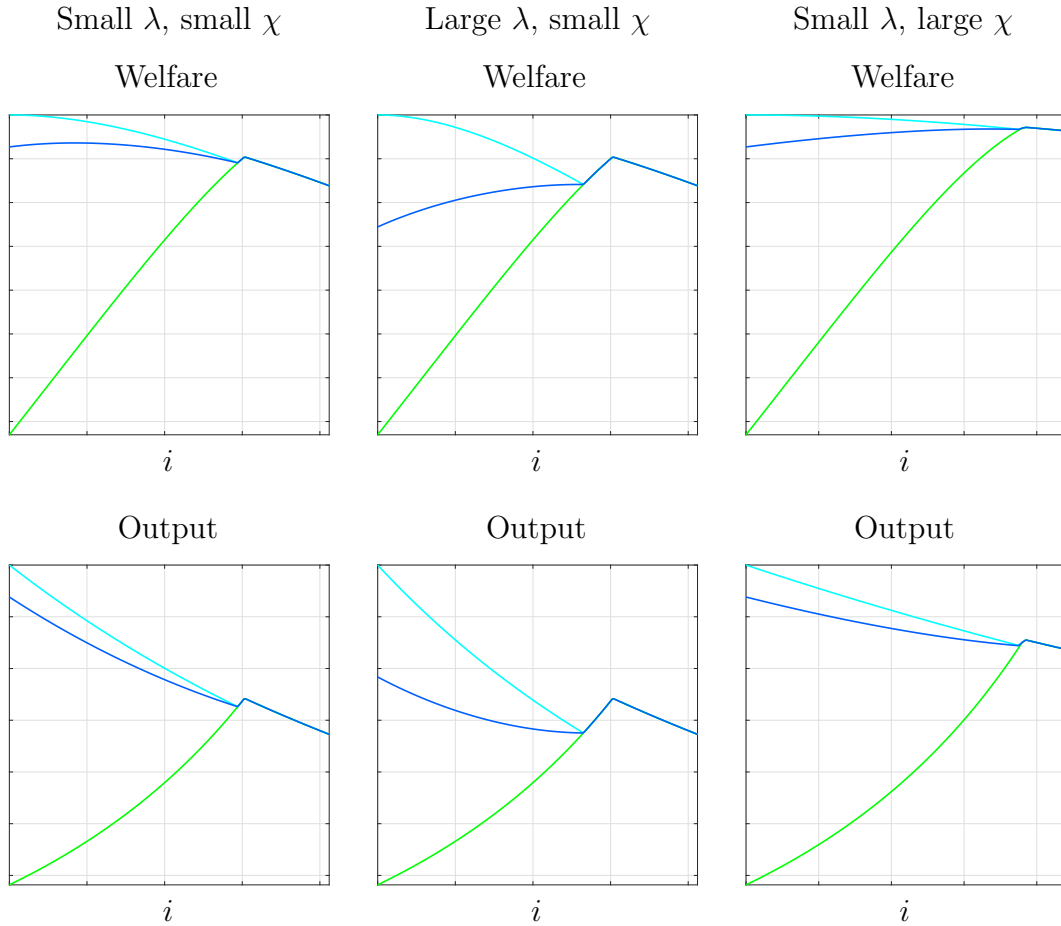 Small λ, small χ
Large λ, small χ
Small λ, large χ
Welfare
Welfare
Welfare
i
i
i
Output
Output
Output
i
i
i